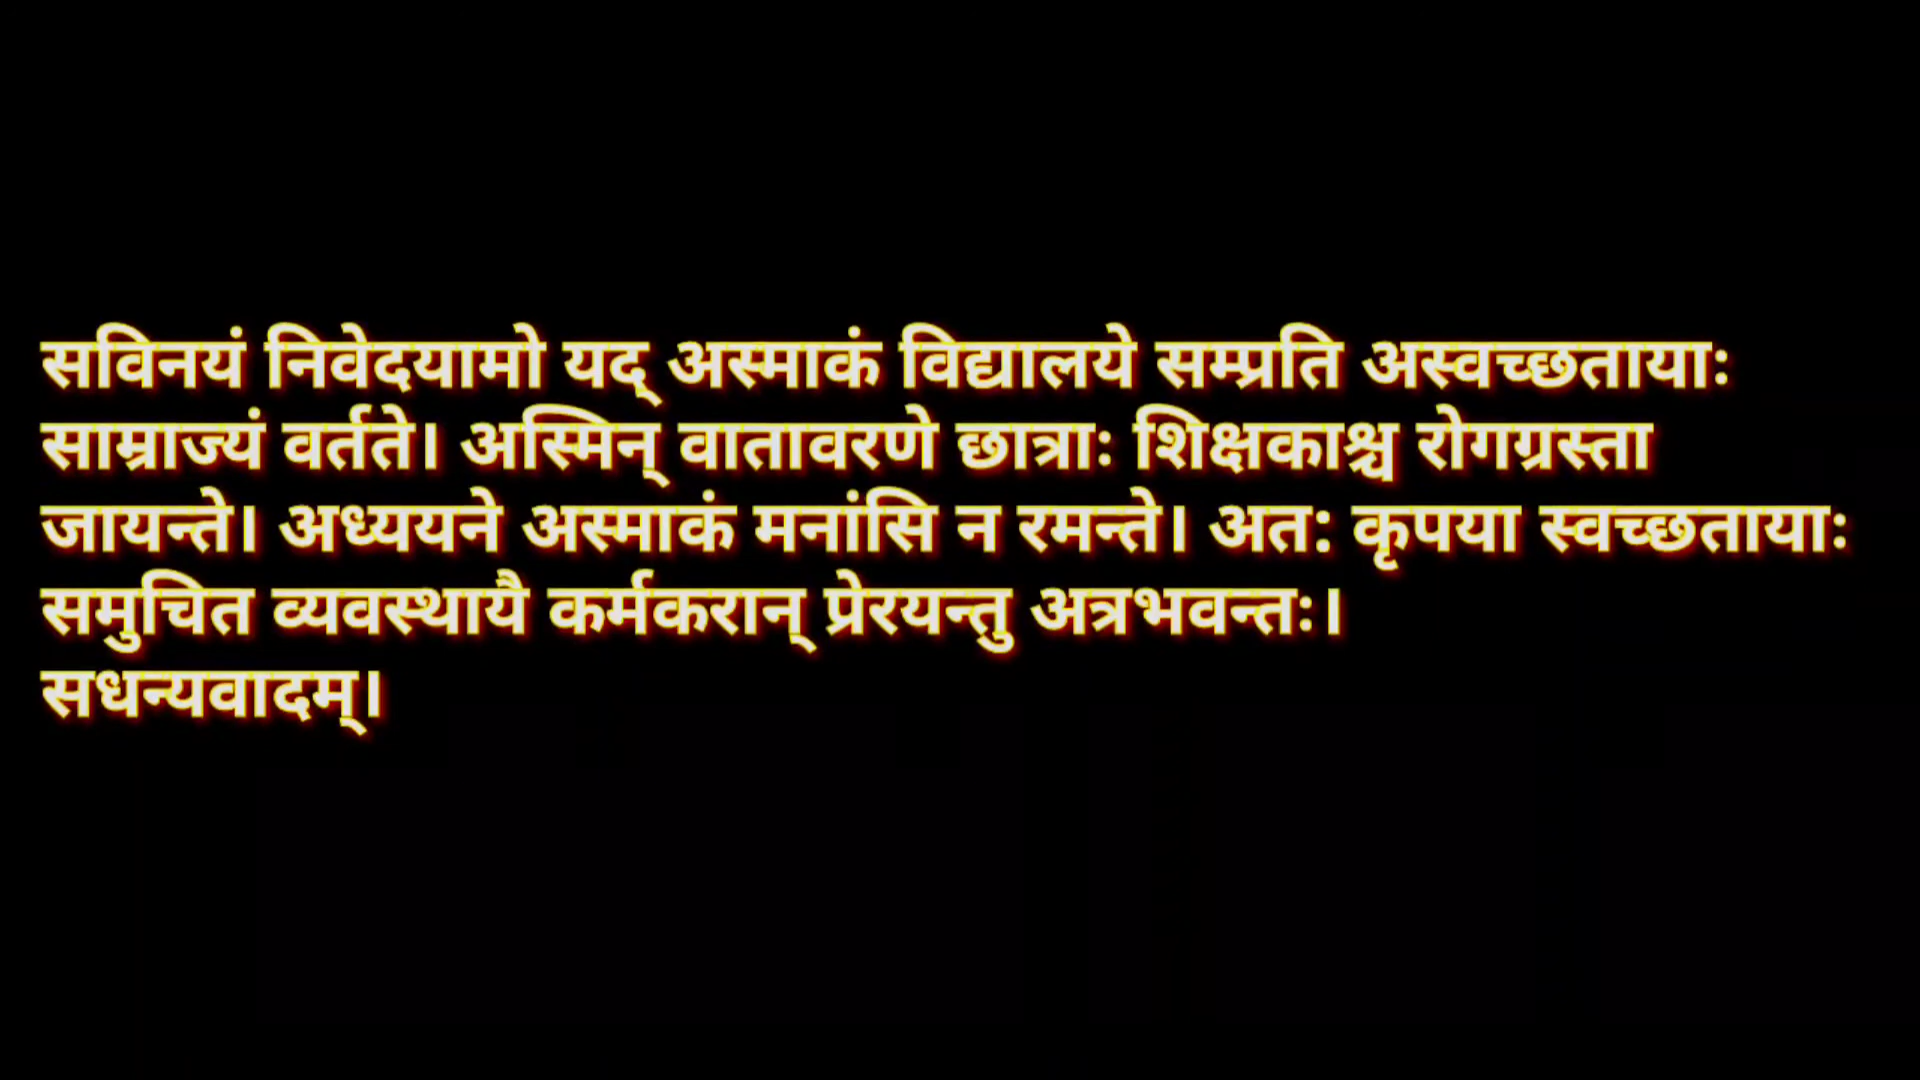 सविनयं निवेदयामो यद् अस्माकं विद्यालये सम्प्रति अस्वच्छतायाः
साम्राज्यं वर्तते। अस्मिन् वातावरणे छात्राः शिक्षकाश्च रोगग्रस्ता
जायन्ते। अध्ययने अस्माकं मनांसि न रमन्ते। अत: कृपया स्वच्छतायाः
समुचित व्यवस्थायै कर्मकरान् प्रेरयन्तु अत्रभवन्तः।
सधन्यवादम्।